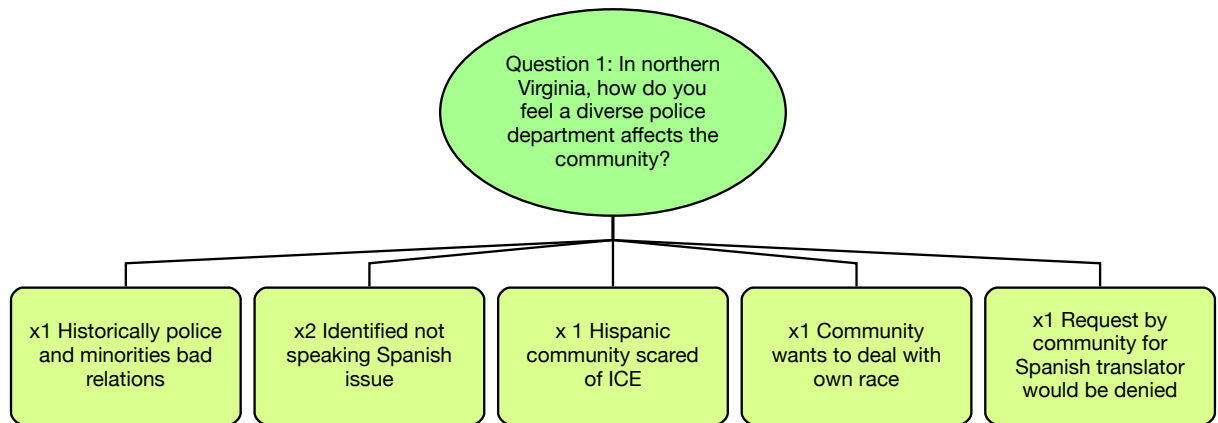 Question 1: In northern
Virginia, how do you
feel a diverse police
department affects the
community?
x1 Historically police
and minorities bad
relations
x2 Identified not
speaking Spanish
issue
x 1 Hispanic
community scared
of ICE
x1 Community
wants to deal with
own race
x1 Request by
community for
Spanish translator
would be denied